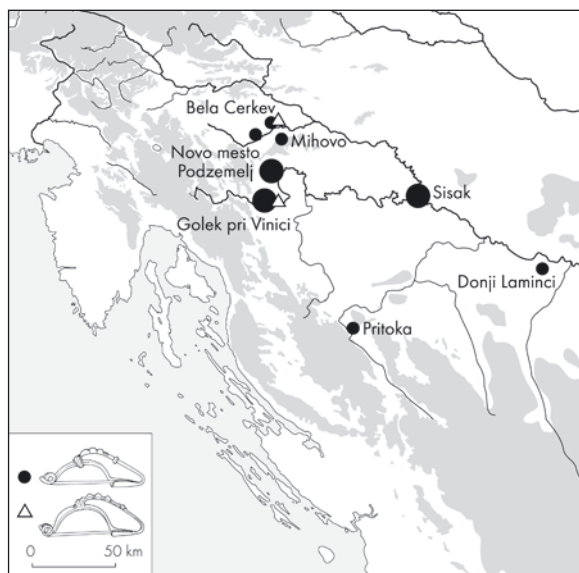 Bela Cerkev
Mihovo
Novo mesto
Podzemelj
Sisak
Golek pri Vinici
Donji Laminci
Pritoka
0 50 km